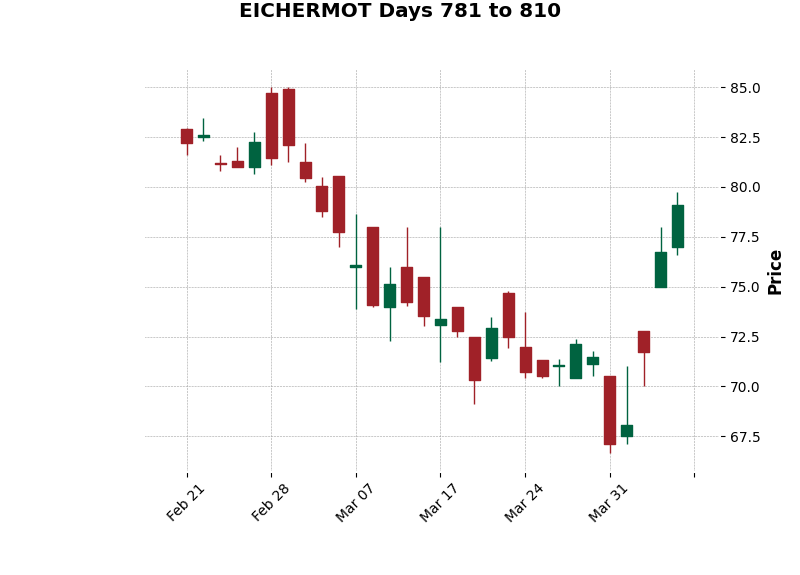 EICHERMOT Days 781 to 810
85.0
82.5
80.0
77.5
75.0
72.5
70.0
67.5
Price
Feb 21
Feb 28
Mar 07
Mar 17
Mar 24
Mar 31